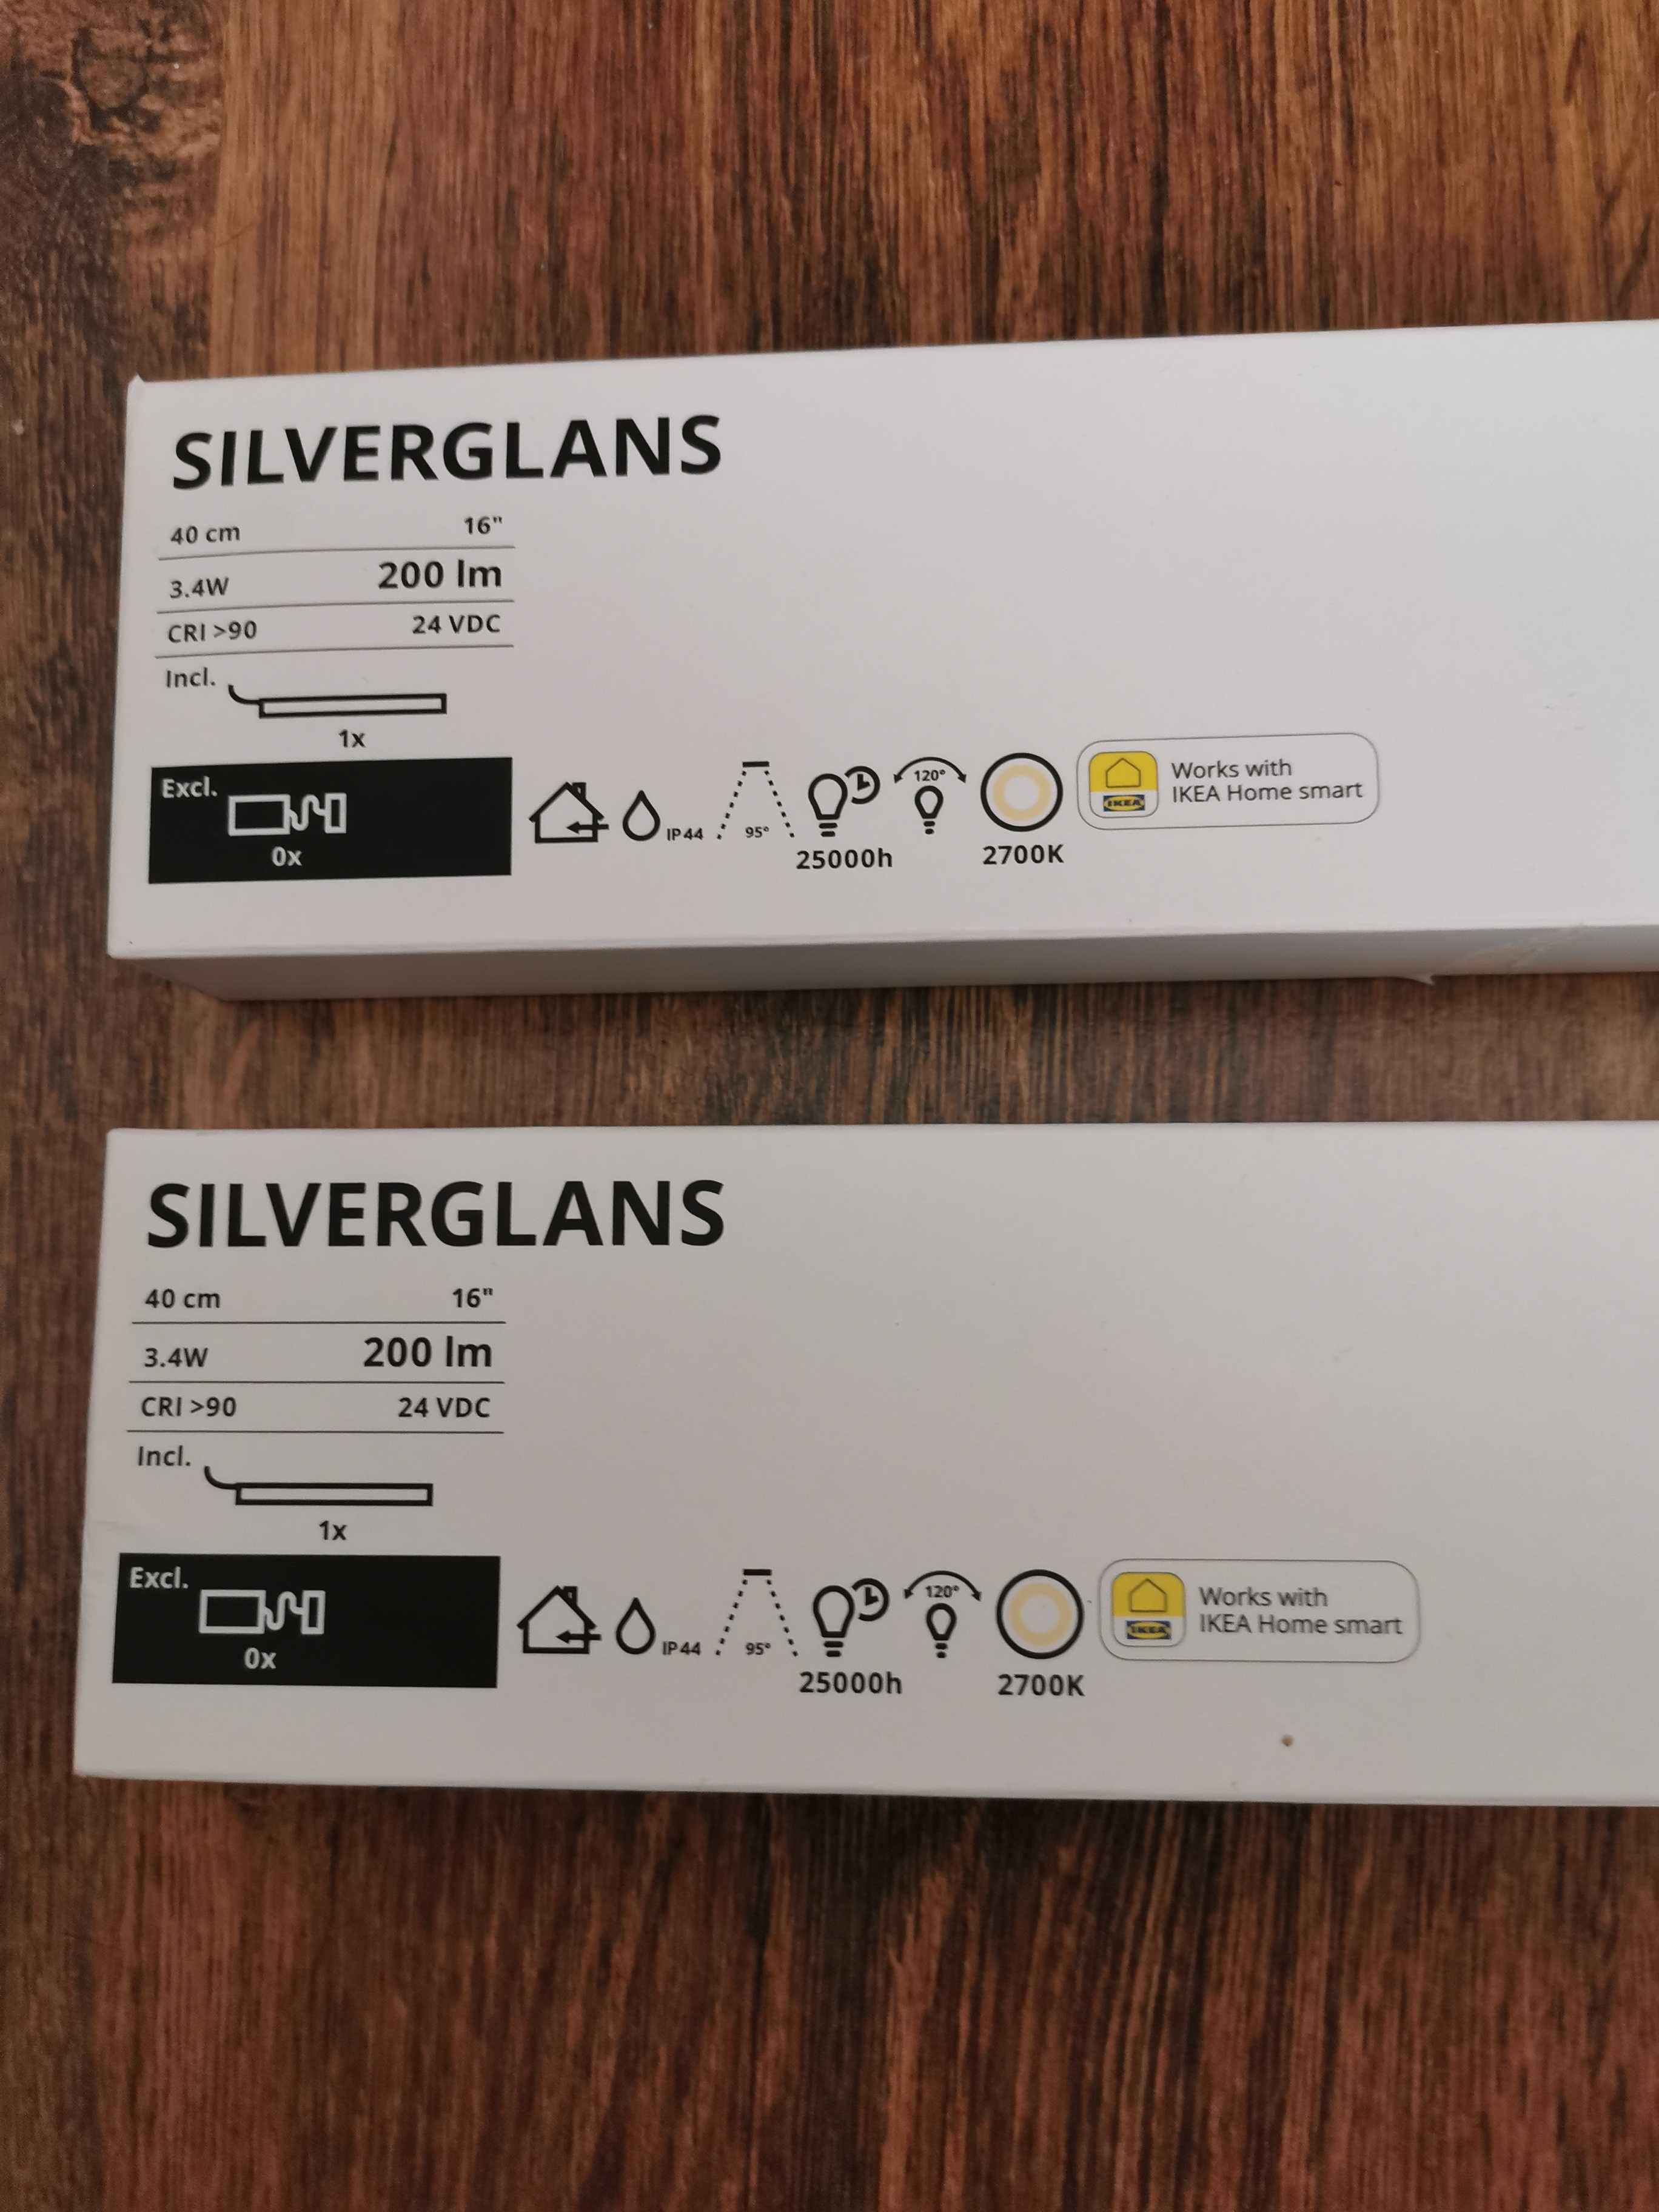 SILVERGLANS
40 cm 16"
3.4W 200 lm
CRI >90 24 VDC
Incl.
1x
Excl.
0x
IP44
95°
25000h
120°
2700K
IKEA
Works with
IKEA Home smart
SILVERGLANS
40 cm 16"
3.4W 200 lm
CRI >90 24 VDC
Incl.
1x
Excl.
0x
IP44
95°
25000h
120°
2700K
IKEA
Works with
IKEA Home smart